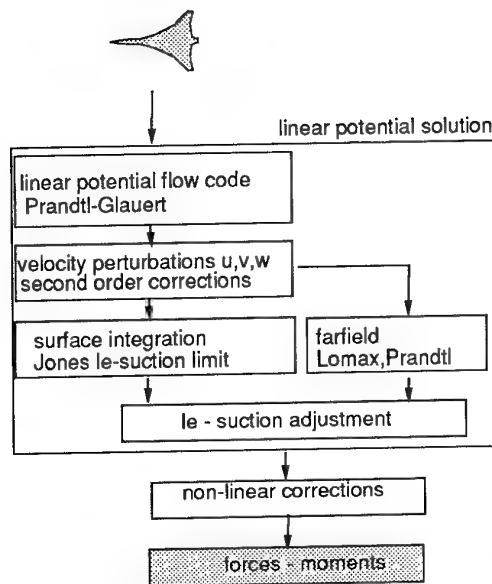 linear potential solution
linear potential flow code
Prandtl-Glauert
velocity perturbations u,v,w
second order corrections
surface integration
Jones le-suction limit
farfield
Lomax,Prandtl
le - suction adjustment
non-linear corrections
forces - moments